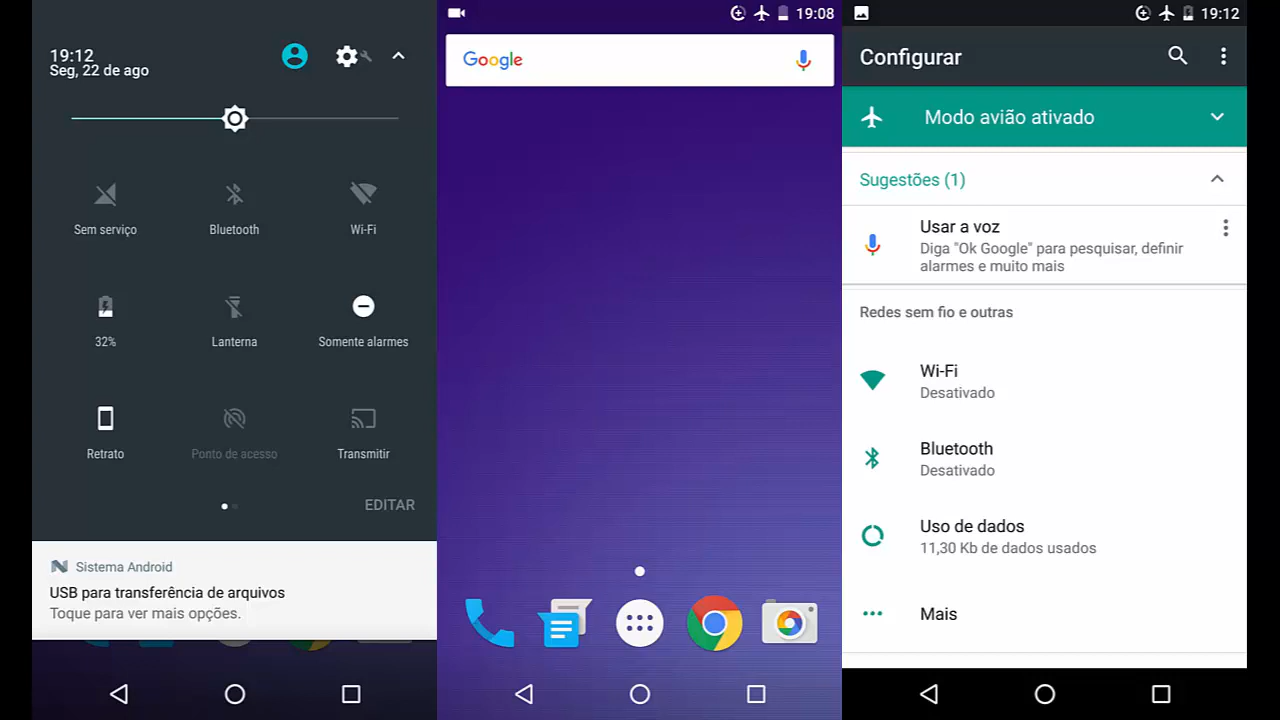 19:12
Seg, 22 de ago
Sem serviço
Bluetooth
Wi-Fi
32%
Lanterna
Somente alarmes
Retrato
Ponto de acesso
Transmitir
EDITAR
Sistema Android
USB para transferência de arquivos
Toque para ver mais opções.
19:08
Google
19:12
Configurar
Modo avião ativado
Sugestões (1)
Usar a voz
Diga "Ok Google" para pesquisar, definir
alarmes e muito mais
Redes sem fio e outras
Wi-Fi
Desativado
Bluetooth
Desativado
Uso de dados
11,30 Kb de dados usados
Mais